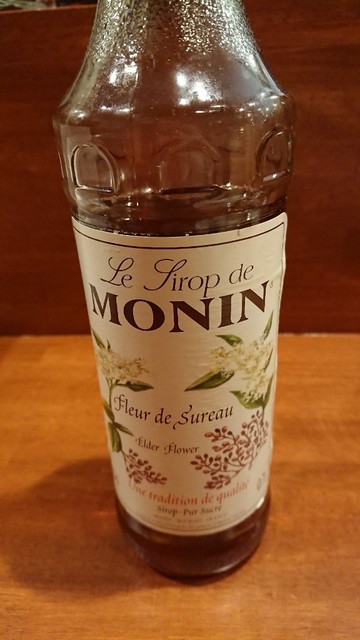 Le Sirop de
MONIN
Fleur de Sureau
Elder Flower
Une tradition de qualité
Sirop - Pur Sucre